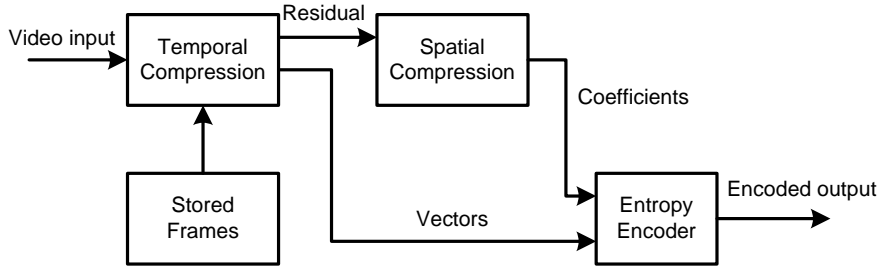 Video input
Temporal
Compression
Residual
Spatial
Compression
Coefficients
Stored
Frames
Vectors
Entropy
Encoder
Encoded output